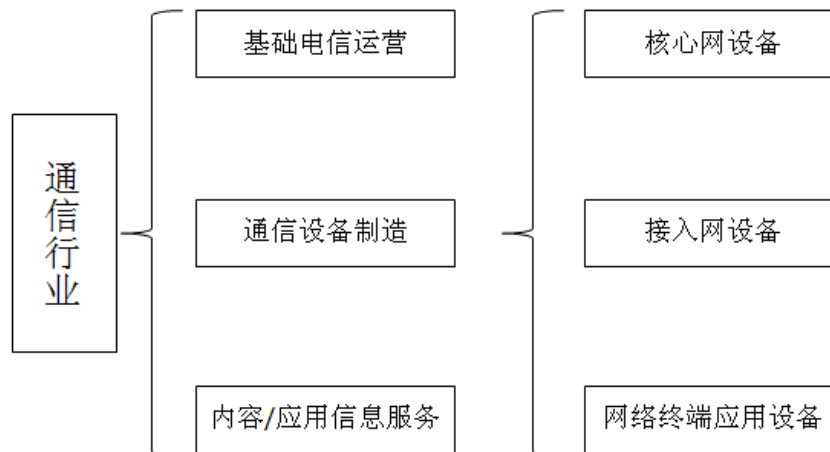 通信行业
基础电信运营
通信设备制造
内容/应用信息服务
核心网设备
接入网设备
网络终端应用设备